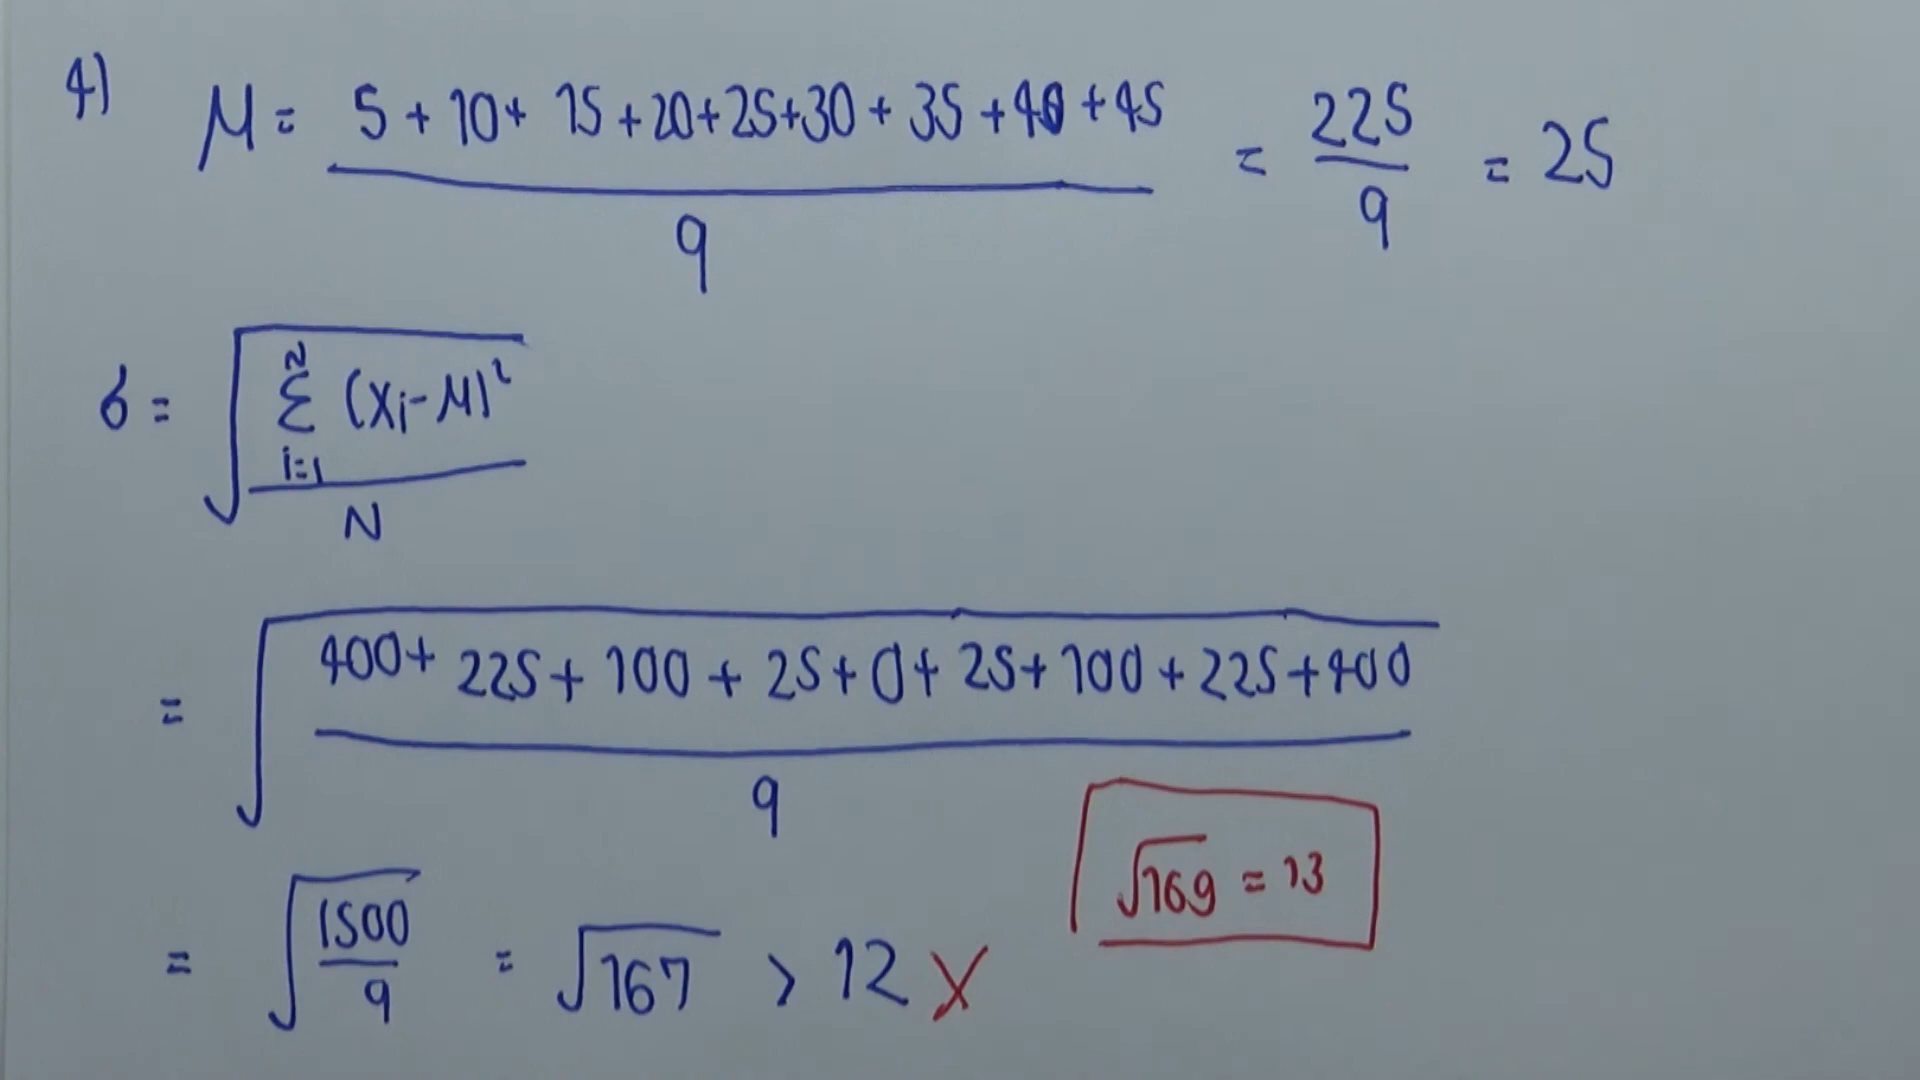 4) μ = 5 + 10 + 15 + 20 + 25 + 30 + 35 + 40 + 45 / 9 = 225 / 9 = 25
σ = √ N Σ i=1 (xi - μ)² / N
= √ 400 + 225 + 100 + 25 + 0 + 25 + 100 + 225 + 400 / 9
√169 = 13
= √ 1500 / 9 = √167 > 12 X